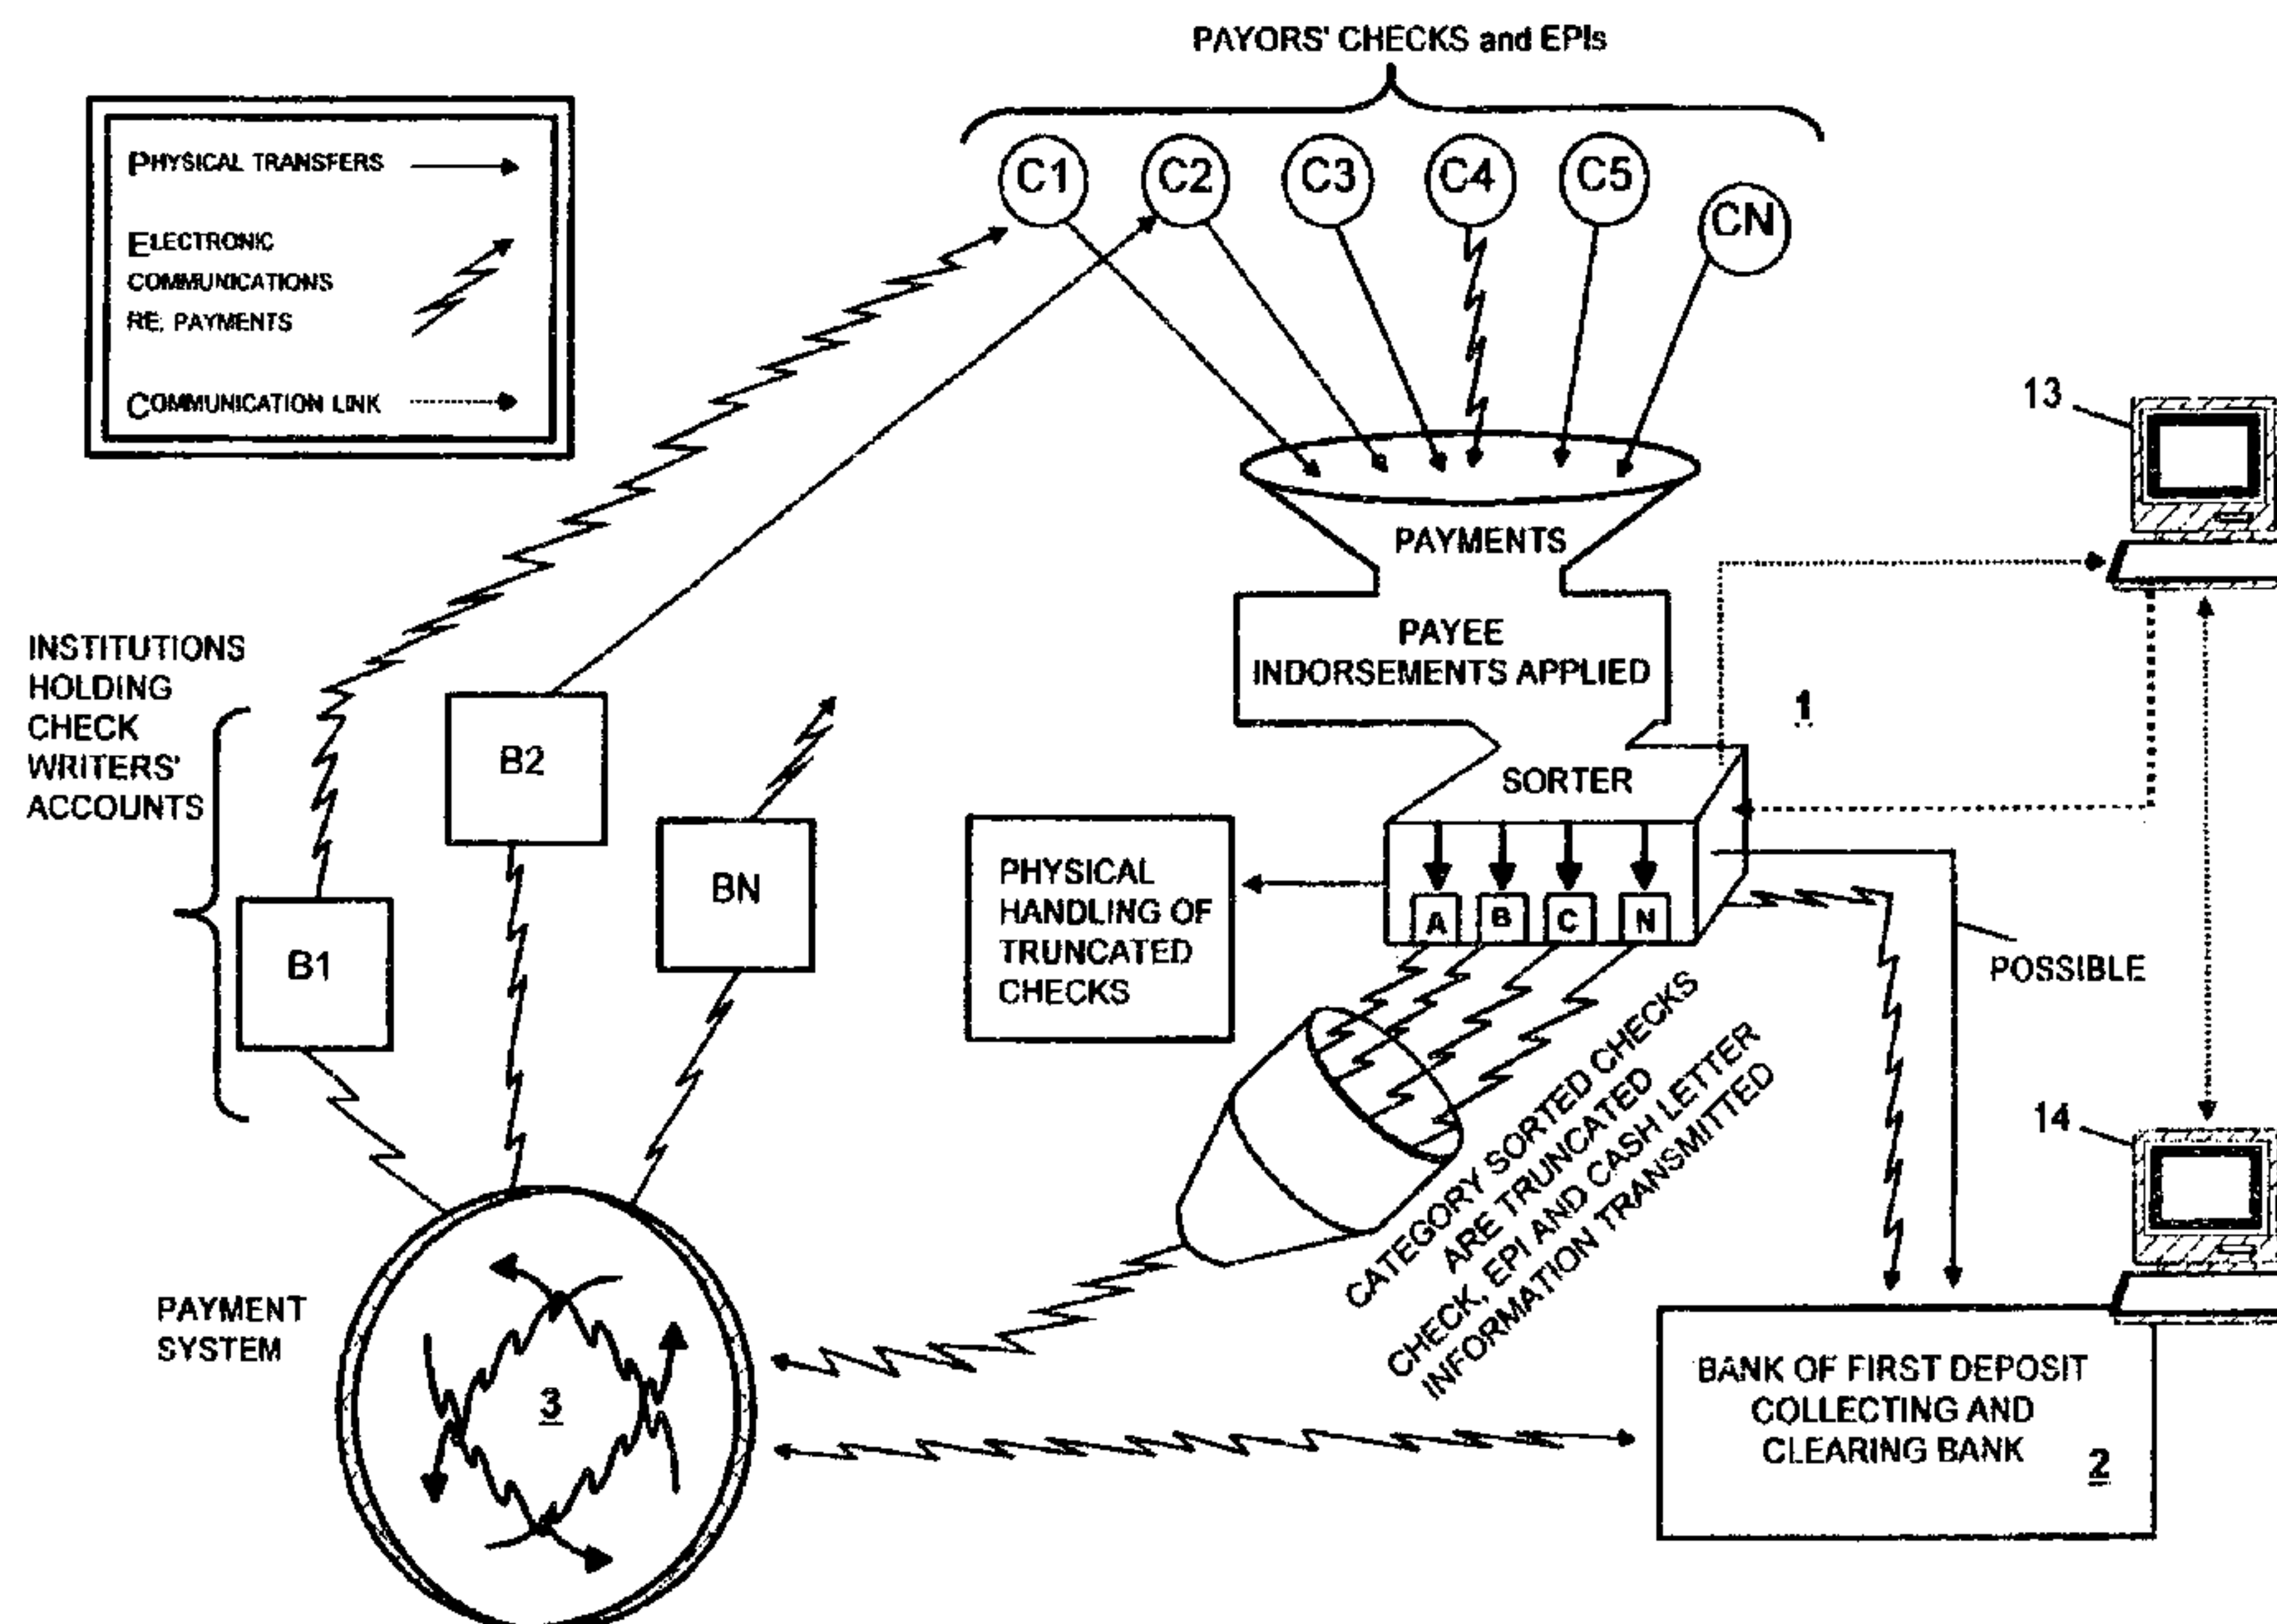 PAYORS' CHECKS and EPIs
PHYSICAL TRANSFERS
ELECTRONIC
COMMUNICATIONS
RE; PAYMENTS
COMMUNICATION LINK
C1
C2
C3
C4
C5
CN
13
PAYMENTS
PAYEE
INDORSEMENTS APPLIED
1
SORTER
A
B
C
N
INSTITUTIONS
HOLDING
CHECK
WRITERS'
ACCOUNTS
B2
BN
B1
PHYSICAL
HANDLING OF
TRUNCATED
CHECKS
POSSIBLE
CATEGORY SORTED CHECKS
ARE TRUNCATED
CHECK, EPI AND CASH LETTER
INFORMATION TRANSMITTED
14
PAYMENT
SYSTEM
3
BANK OF FIRST DEPOSIT
COLLECTING AND
CLEARING BANK
2